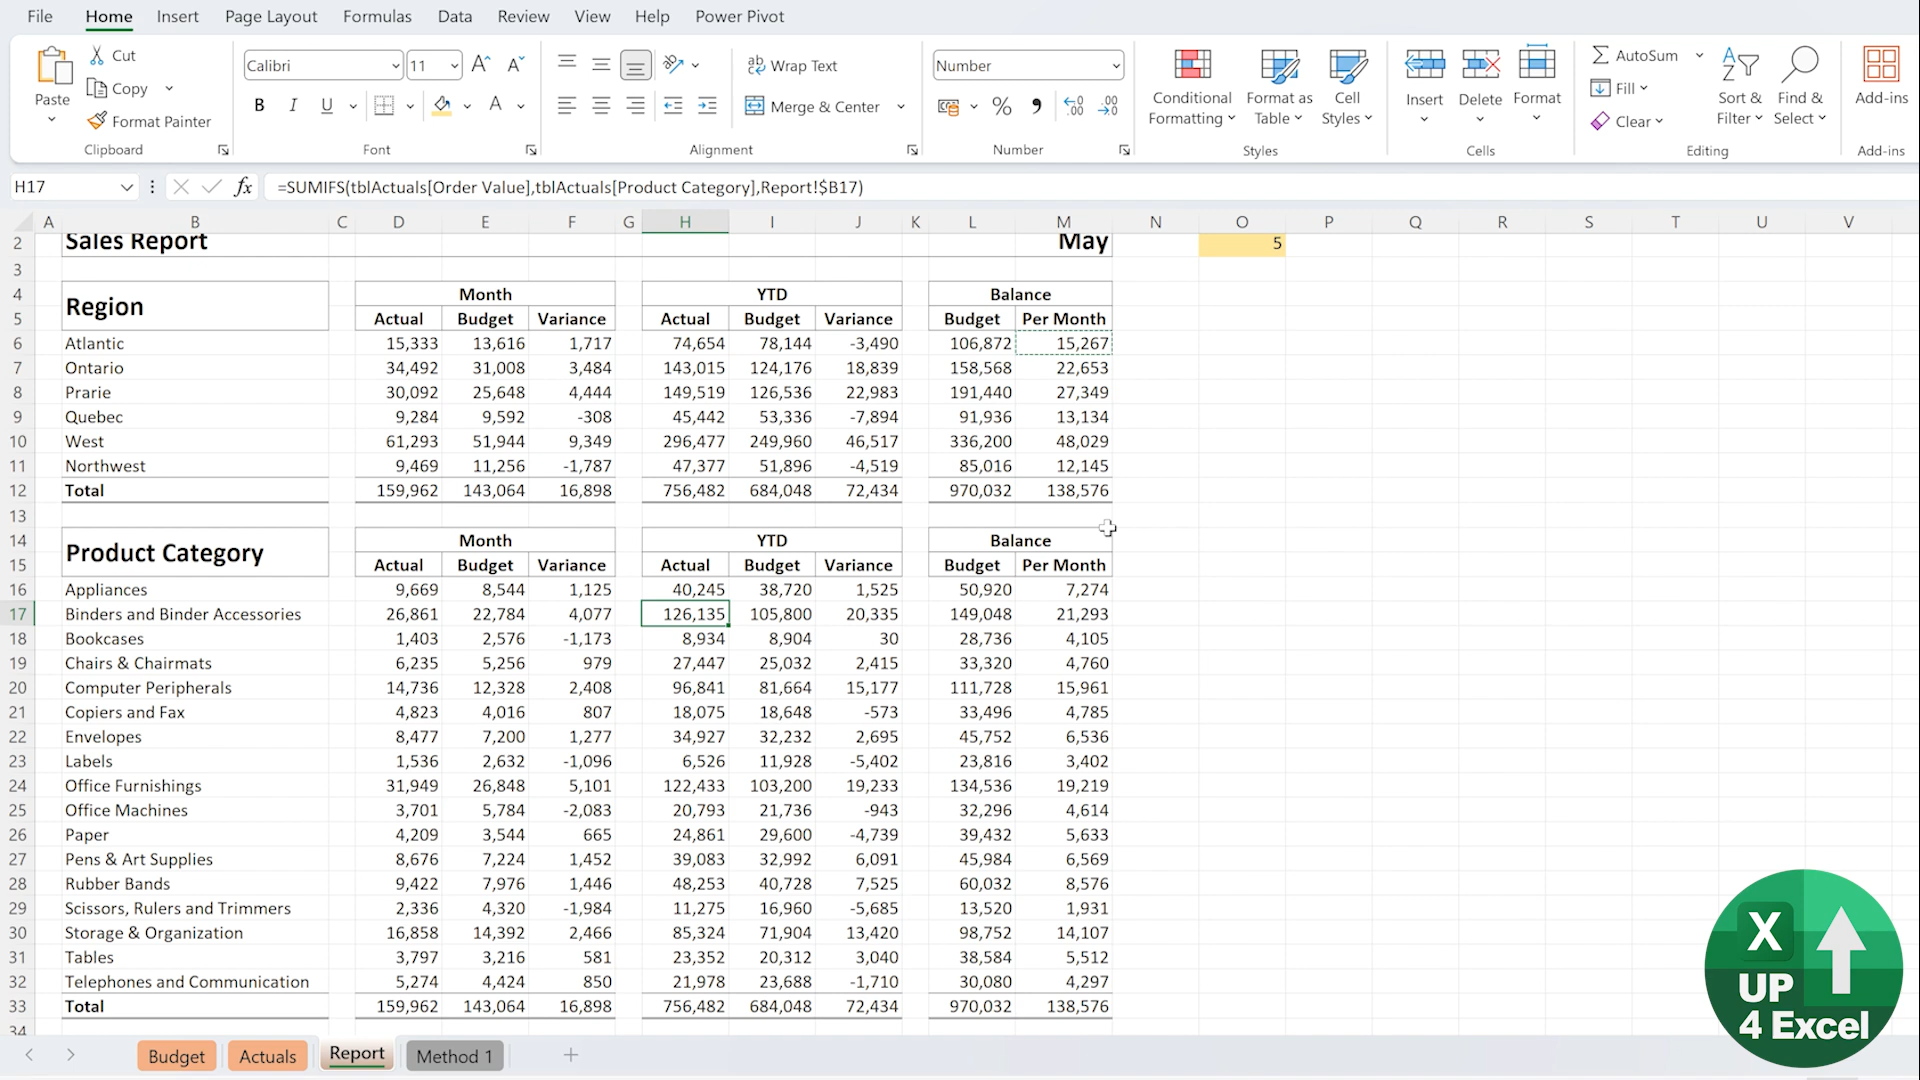 File Home Insert Page Layout Formulas Data Review View Help Power Pivot
Paste Cut Copy Format Painter Clipboard
Calibri 11 B I U A Font
Wrap Text Merge & Center Alignment
Number % Number
Conditional Formatting Format as Table Cell Styles Styles
Insert Delete Format Cells
AutoSum Fill Clear Sort & Filter Find & Select Editing
Add-ins Add-ins
H17 fx =SUMIFS(tblActuals[Order Value],tblActuals[Product Category],Report!$B17)
A B C D E F G H I J K L M N O P Q R S T U V
2 Sales Report May 5
3
4 Region Month YTD Balance
5 Actual Budget Variance Actual Budget Variance Budget Per Month
6 Atlantic 15,333 13,616 1,717 74,654 78,144 -3,490 106,872 15,267
7 Ontario 34,492 31,008 3,484 143,015 124,176 18,839 158,568 22,653
8 Prarie 30,092 25,648 4,444 149,519 126,536 22,983 191,440 27,349
9 Quebec 9,284 9,592 -308 45,442 53,336 -7,894 91,936 13,134
10 West 61,293 51,944 9,349 296,477 249,960 46,517 336,200 48,029
11 Northwest 9,469 11,256 -1,787 47,377 51,896 -4,519 85,016 12,145
12 Total 159,962 143,064 16,898 756,482 684,048 72,434 970,032 138,576
13
14 Product Category Month YTD Balance
15 Actual Budget Variance Actual Budget Variance Budget Per Month
16 Appliances 9,669 8,544 1,125 40,245 38,720 1,525 50,920 7,274
17 Binders and Binder Accessories 26,861 22,784 4,077 126,135 105,800 20,335 149,048 21,293
18 Bookcases 1,403 2,576 -1,173 8,934 8,904 30 28,736 4,105
19 Chairs & Chairmats 6,235 5,256 979 27,447 25,032 2,415 33,320 4,760
20 Computer Peripherals 14,736 12,328 2,408 96,841 81,664 15,177 111,728 15,961
21 Copiers and Fax 4,823 4,016 807 18,075 18,648 -573 33,496 4,785
22 Envelopes 8,477 7,200 1,277 34,927 32,232 2,695 45,752 6,536
23 Labels 1,536 2,632 -1,096 6,526 11,928 -5,402 23,816 3,402
24 Office Furnishings 31,949 26,848 5,101 122,433 103,200 19,233 134,536 19,219
25 Office Machines 3,701 5,784 -2,083 20,793 21,736 -943 32,296 4,614
26 Paper 4,209 3,544 665 24,861 29,600 -4,739 39,432 5,633
27 Pens & Art Supplies 8,676 7,224 1,452 39,083 32,992 6,091 45,984 6,569
28 Rubber Bands 9,422 7,976 1,446 48,253 40,728 7,525 60,032 8,576
29 Scissors, Rulers and Trimmers 2,336 4,320 -1,984 11,275 16,960 -5,685 13,520 1,931
30 Storage & Organization 16,858 14,392 2,466 85,324 71,904 13,420 98,752 14,107
31 Tables 3,797 3,216 581 23,352 20,312 3,040 38,584 5,512
32 Telephones and Communication 5,274 4,424 850 21,978 23,688 -1,710 30,080 4,297
33 Total 159,962 143,064 16,898 756,482 684,048 72,434 970,032 138,576
34
Budget Actuals Report Method 1
X UP
4 Excel